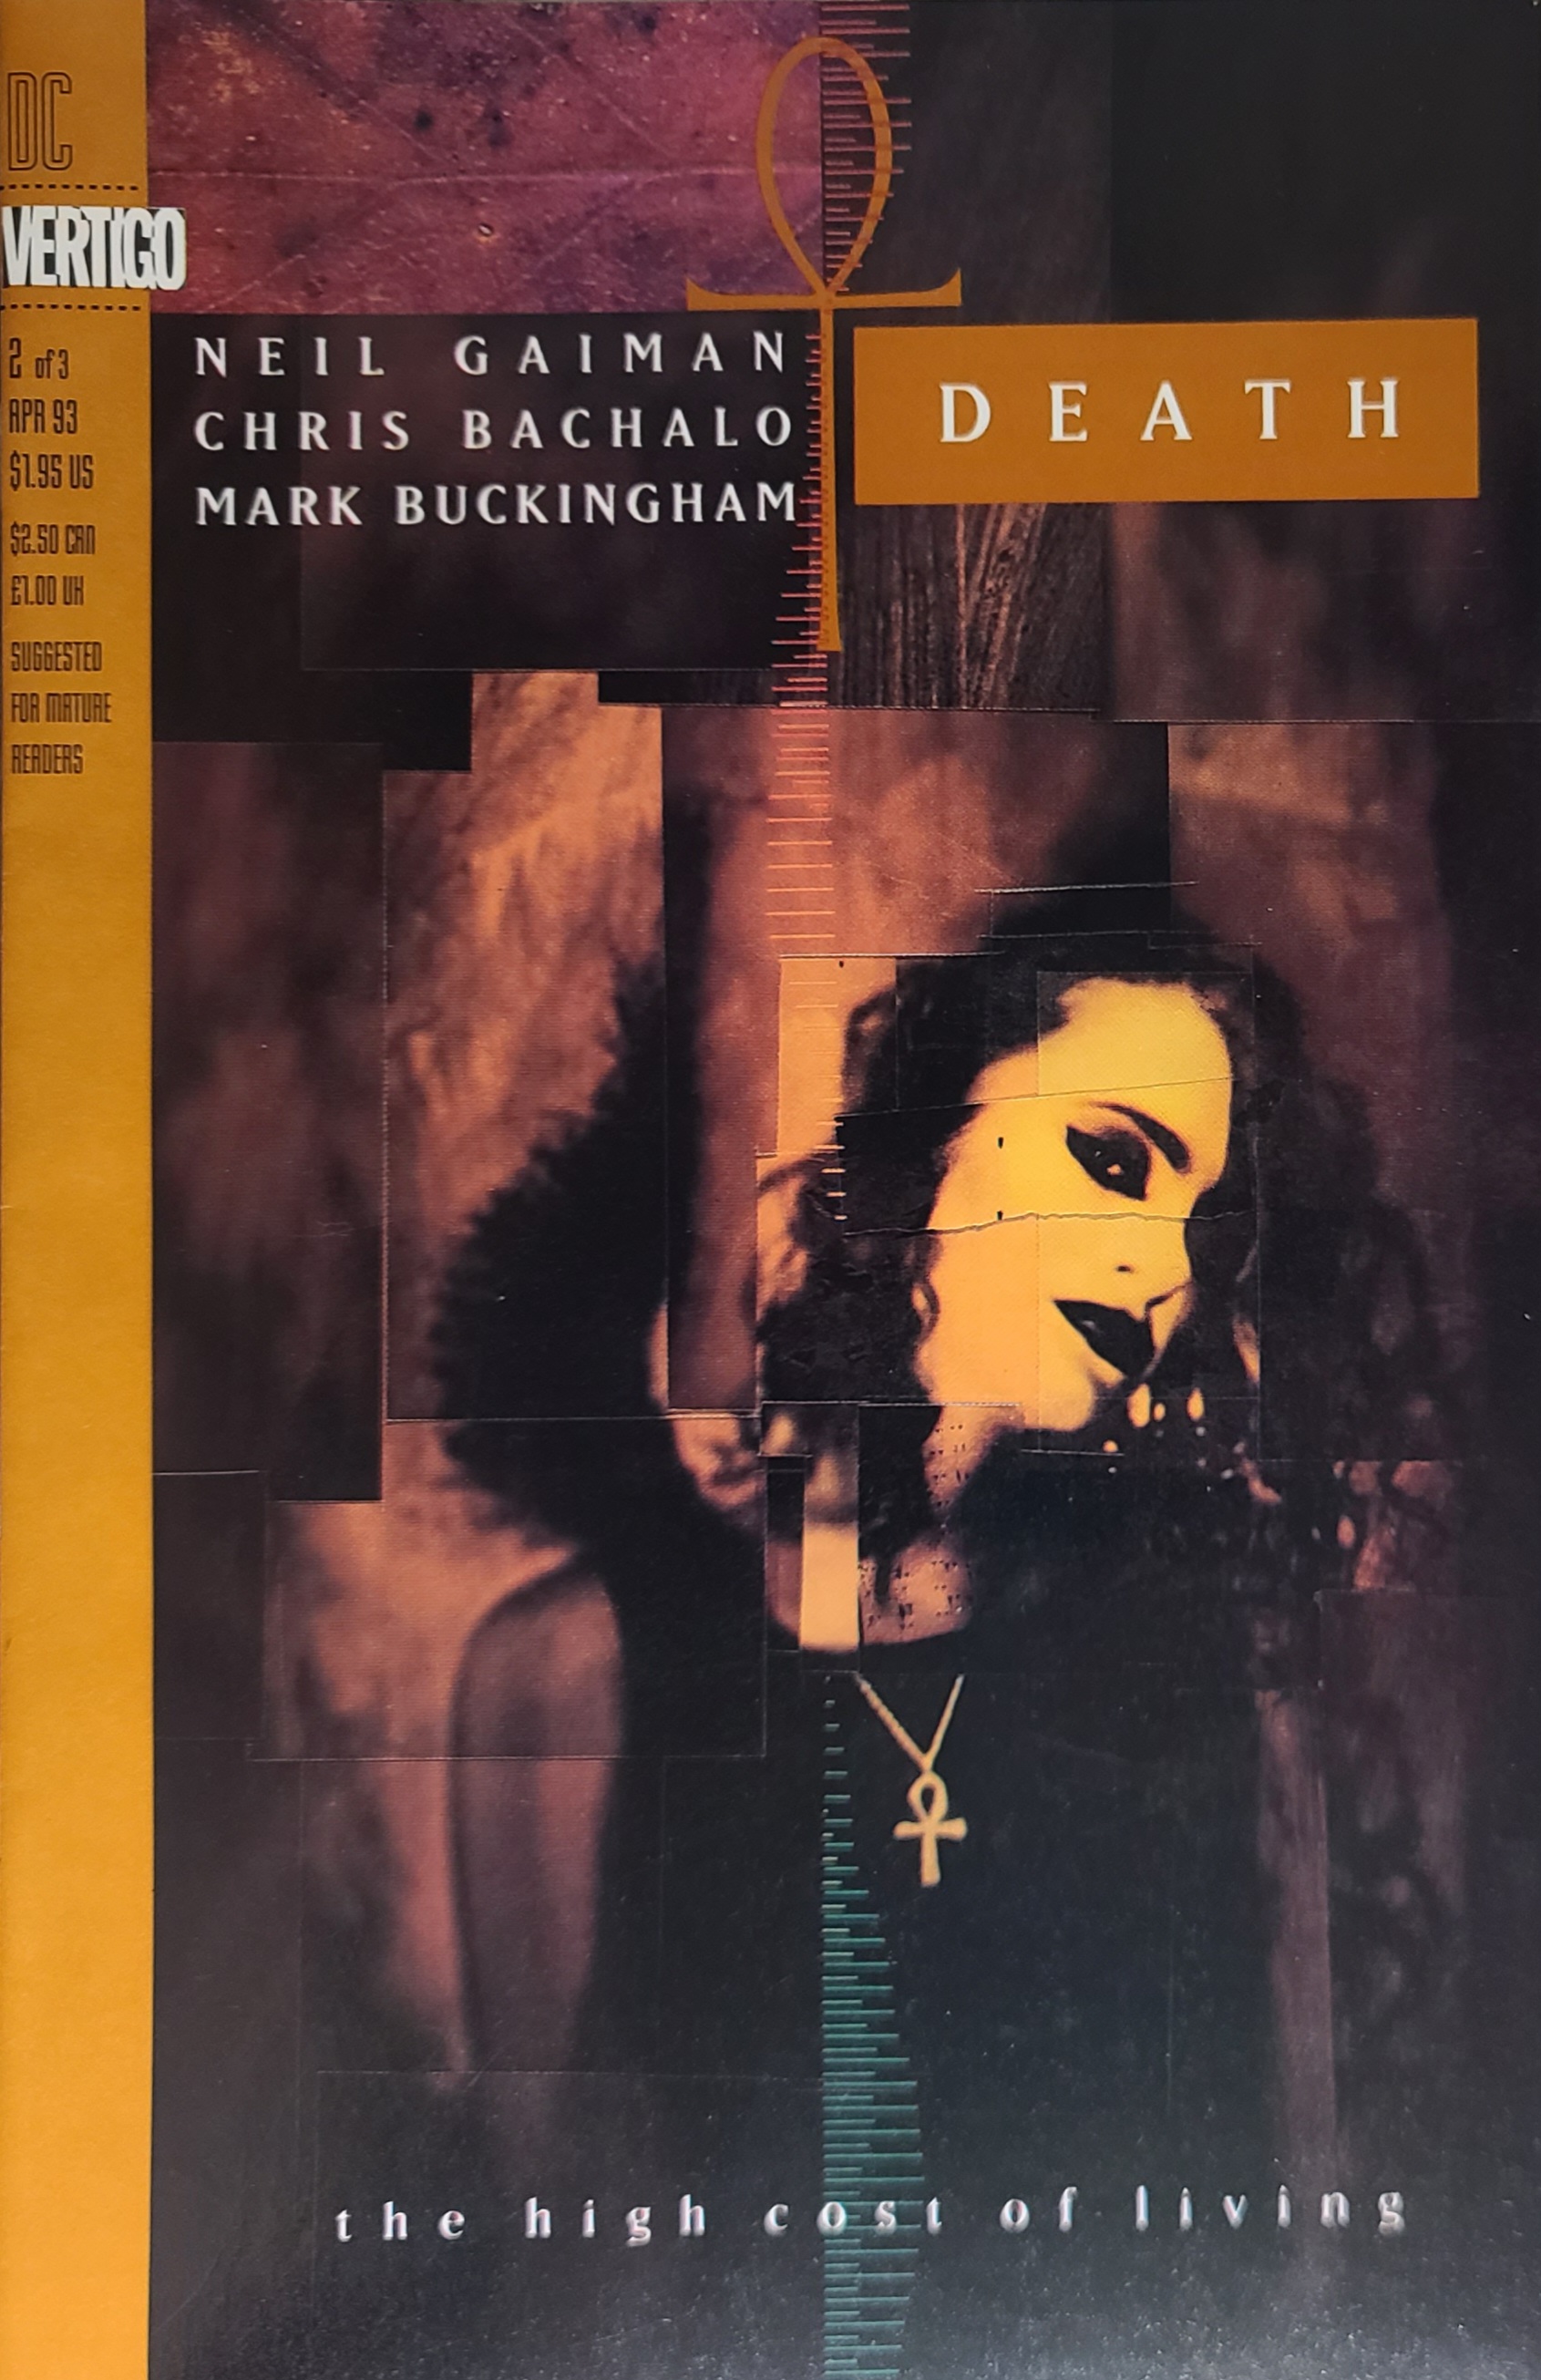 DC
VERTIGO
2 of 3
APR 93
$1.95 US
$2.50 CAN
£1.00 UK
SUGGESTED
FOR MATURE
READERS
NEIL GAIMAN
CHRIS BACHALO
MARK BUCKINGHAM
DEATH
the high cost of living